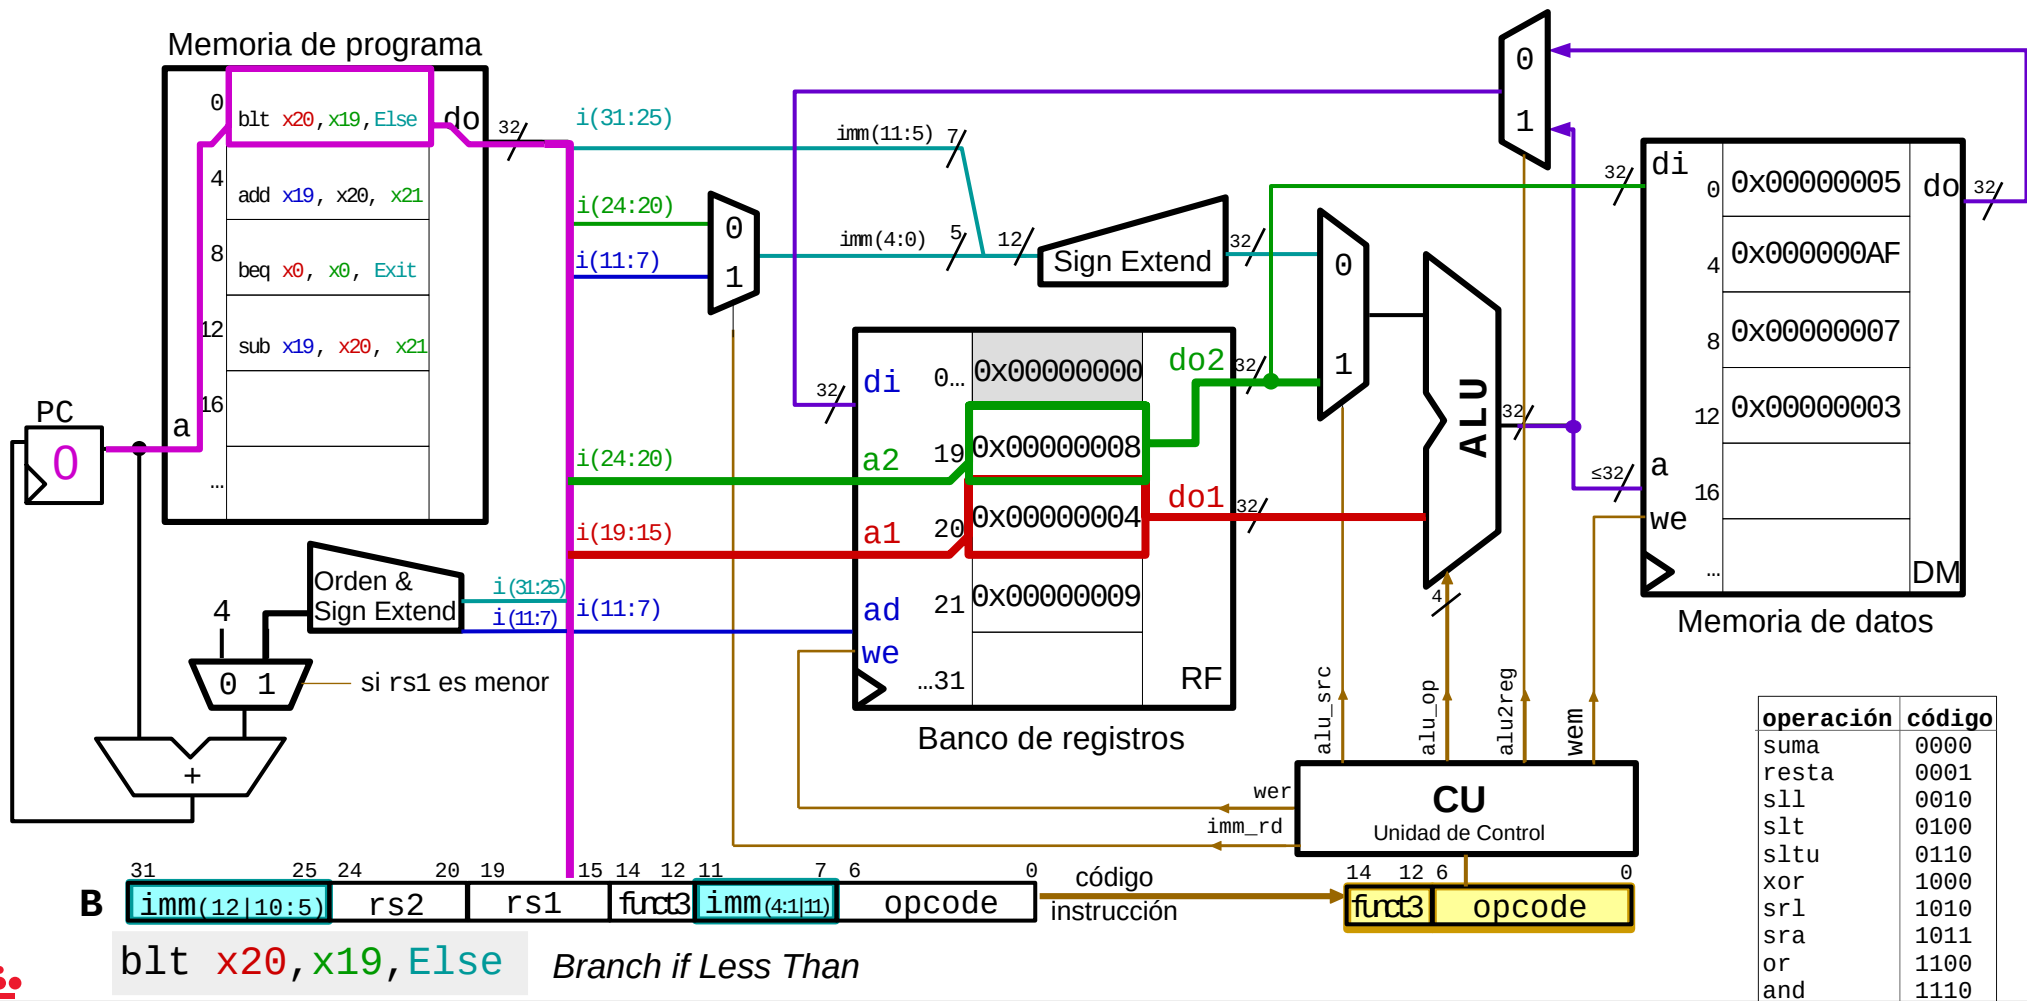 Memoria de programa
0
blt x20,x19,Else
do
32
4
add x19, x20, x21
8
beq x0, x0, Exit
12
sub x19, x20, x21
16
a
...
PC
0
i(31:25)
imm(11:5)
7
i(24:20)
i(11:7)
0
1
imm(4:0)
5
12
Sign Extend
32
0
1
0
1
ALU
32
4
32
di
0
0x00000005
do
32
4
0x000000AF
8
0x00000007
12
0x00000003
≤32
a
16
we
...
DM
Memoria de datos
32
di
0...
0x00000000
do2
32
i(24:20)
a2
19
0x00000008
i(19:15)
a1
20
0x00000004
do1
32
i(11:7)
ad
21
0x00000009
we
...31
RF
Banco de registros
Orden &
Sign Extend
i(31:25)
i(11:7)
4
0 1
si rs1 es menor
+
alu_src
alu_op
alu2reg
wem
wer
imm_rd
CU
Unidad de Control
operación código
suma 0000
resta 0001
sll 0010
slt 0100
sltu 0110
xor 1000
srl 1010
sra 1011
or 1100
and 1110
31 25 24 20 19 15 14 12 11 7 6 0
B imm(12|10:5) rs2 rs1 funct3 imm(4:1|11) opcode
código
instrucción
14 12 6 0
funct3 opcode
blt x20,x19,Else
Branch if Less Than